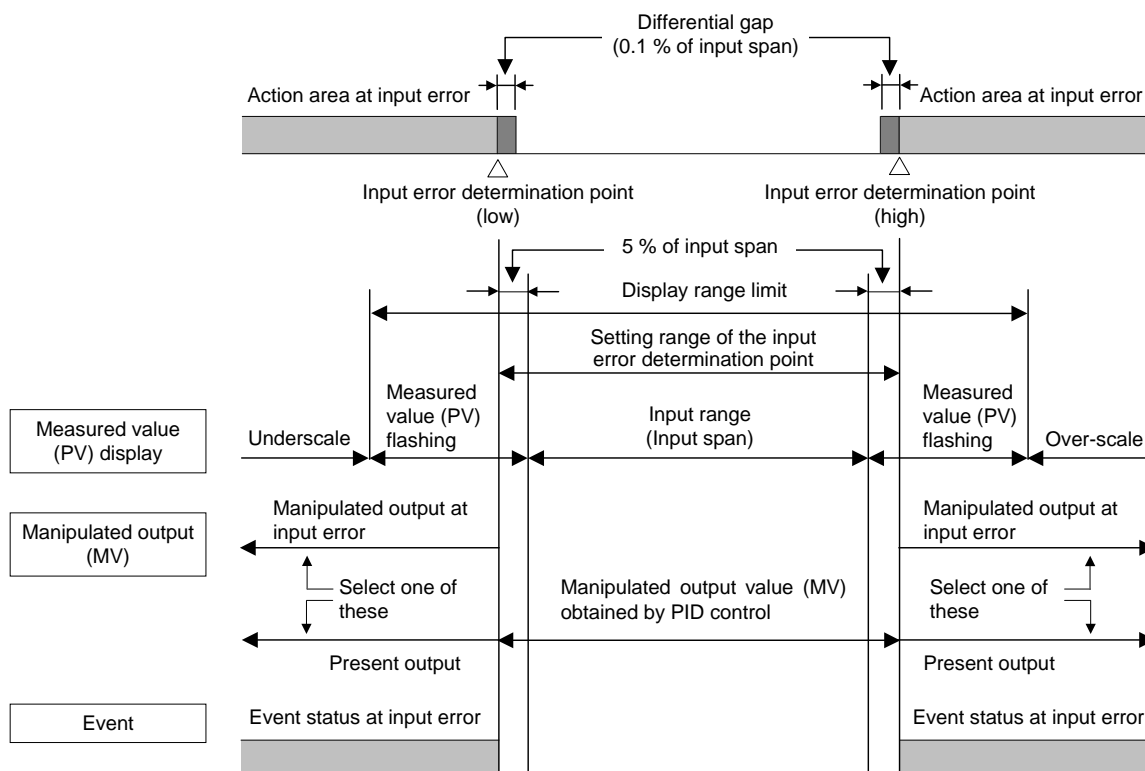 Differential gap
(0.1 % of input span)
Action area at input error
Action area at input error
Input error determination point
(low)
Input error determination point
(high)
5 % of input span
Display range limit
Setting range of the input
error determination point
Measured value
(PV) display
Underscale
Measured
value (PV)
flashing
Input range
(Input span)
Measured
value (PV)
flashing
Over-scale
Manipulated output
(MV)
Manipulated output at
input error
Manipulated output at
input error
Select one of
these
Manipulated output value (MV)
obtained by PID control
Select one of
these
Present output
Present output
Event
Event status at input error
Event status at input error